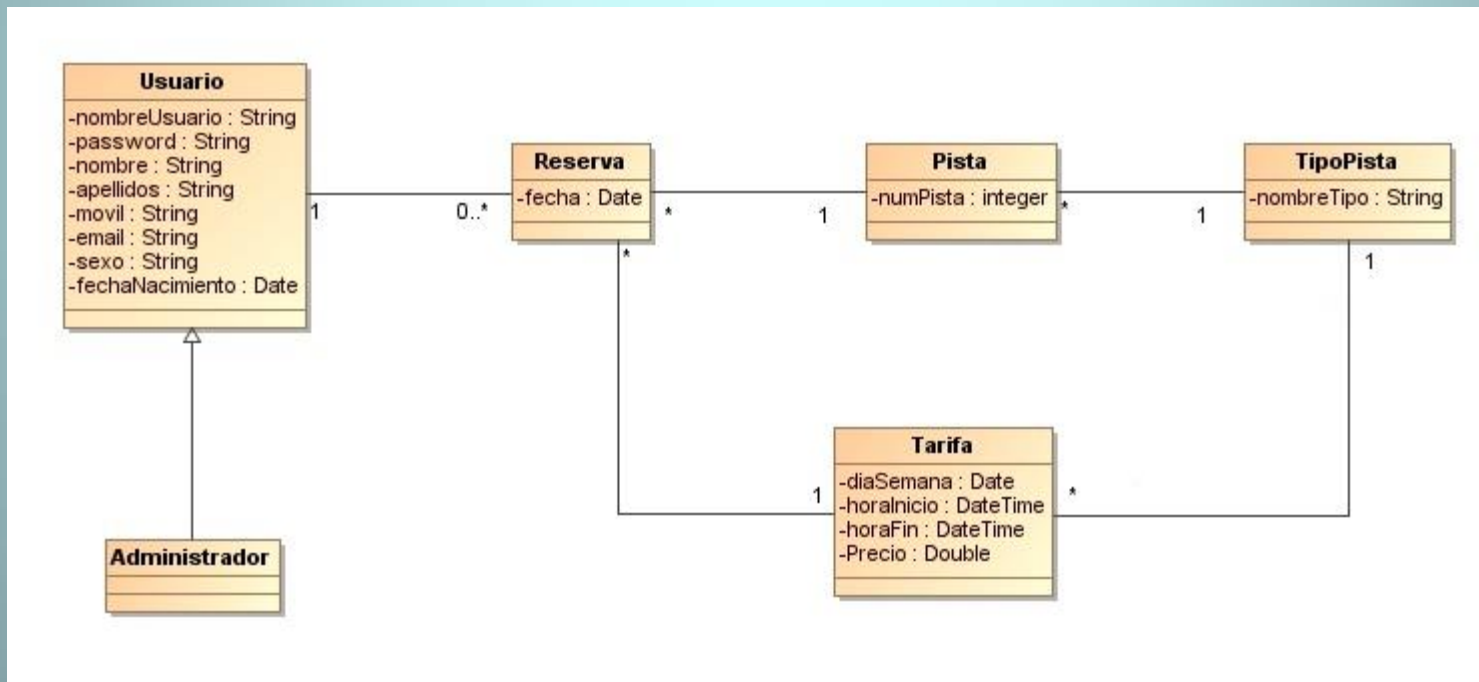 Usuario
-nombreUsuario : String
-password : String
-nombre : String
-apellidos : String
-movil : String
-email : String
-sexo : String
-fechaNacimiento : Date
1
0..*
Reserva
-fecha : Date
*
*
1
Pista
-numPista : integer
*
1
TipoPista
-nombreTipo : String
1
Tarifa
-diaSemana : Date
-horaInicio : DateTime
-horaFin : DateTime
-Precio : Double
1
*
Administrador